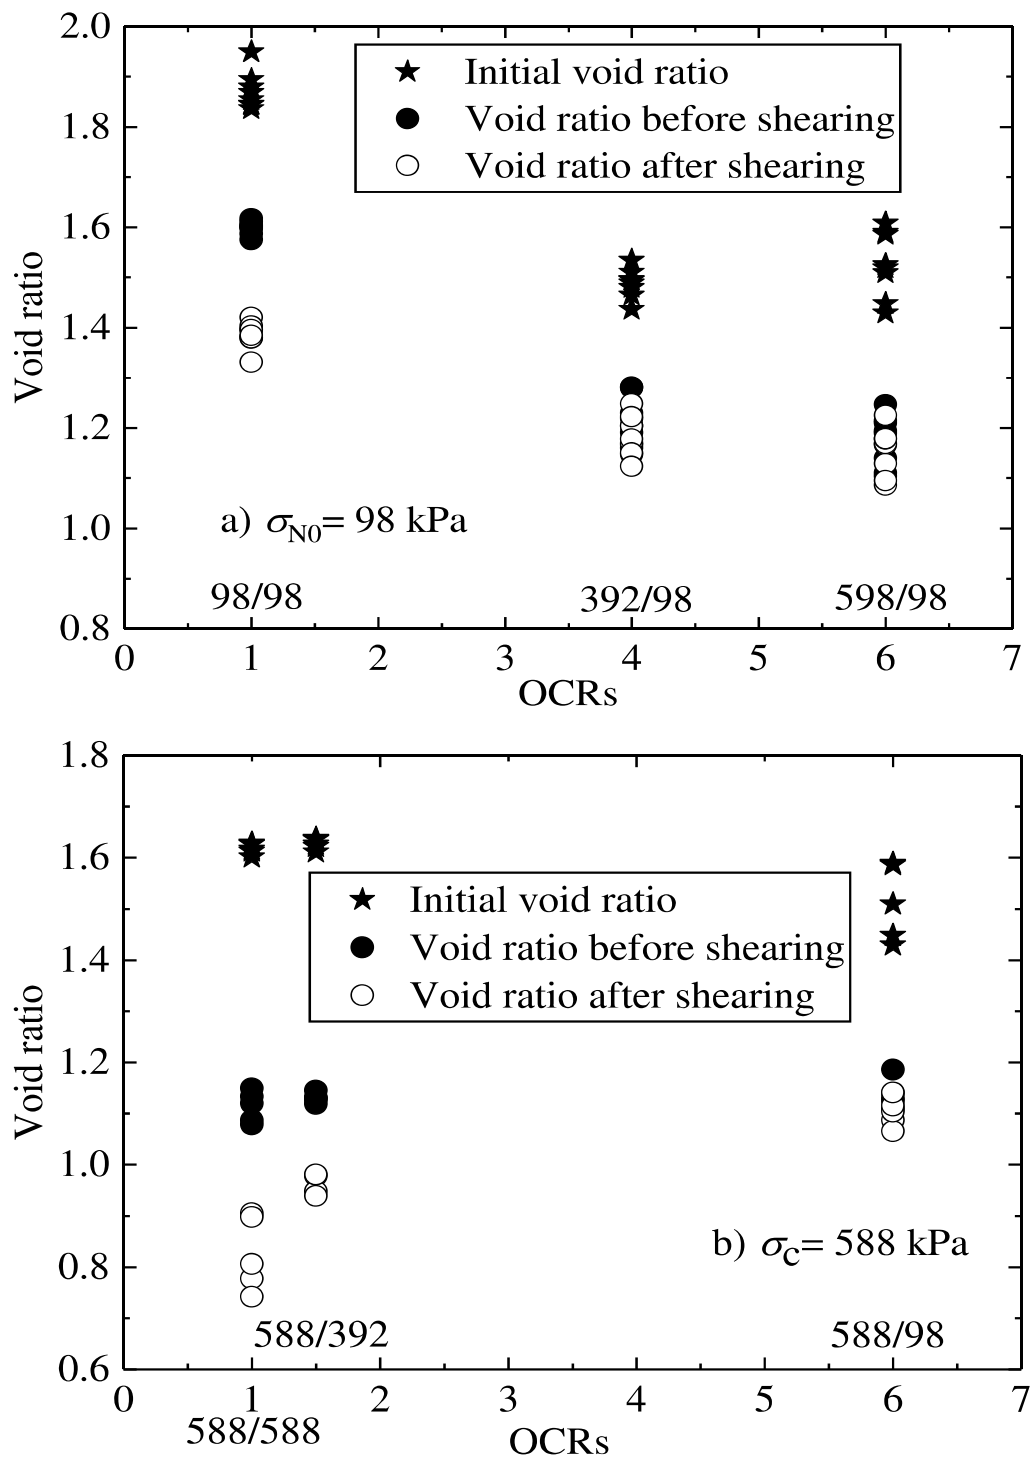 2.0
1.8
1.6
1.4
1.2
1.0
0.8
Void ratio
Initial void ratio
Void ratio before shearing
Void ratio after shearing
a) σN0= 98 kPa
98/98
392/98
598/98
0 1 2 3 4 5 6 7
OCRs
1.8
1.6
1.4
1.2
1.0
0.8
0.6
Void ratio
Initial void ratio
Void ratio before shearing
Void ratio after shearing
b) σC= 588 kPa
588/392
588/98
0 1 2 3 4 5 6 7
588/588
OCRs